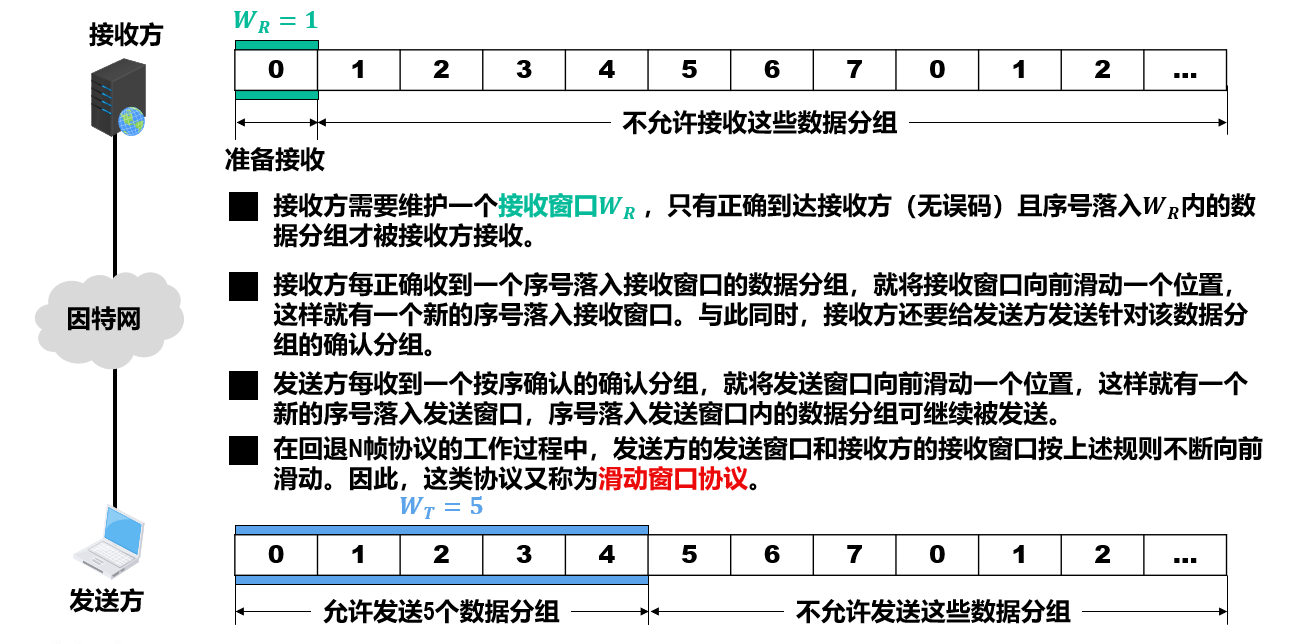 W_R = 1
接收方
0 1 2 3 4 5 6 7 0 1 2 ...
不允许接收这些数据分组
准备接收
接收方需要维护一个接收窗口W_R ，只有正确到达接收方（无误码）且序号落入W_R内的数
据分组才被接收方接收。
接收方每正确收到一个序号落入接收窗口的数据分组，就将接收窗口向前滑动一个位置，
这样就有一个新的序号落入接收窗口。与此同时，接收方还要给发送方发送针对该数据分
组的确认分组。
因特网
发送方每收到一个按序确认的确认分组，就将发送窗口向前滑动一个位置，这样就有一个
新的序号落入发送窗口，序号落入发送窗口内的数据分组可继续被发送。
在回退N帧协议的工作过程中，发送方的发送窗口和接收方的接收窗口按上述规则不断向前
滑动。因此，这类协议又称为滑动窗口协议。
W_T = 5
0 1 2 3 4 5 6 7 0 1 2 ...
发送方
允许发送5个数据分组
不允许发送这些数据分组